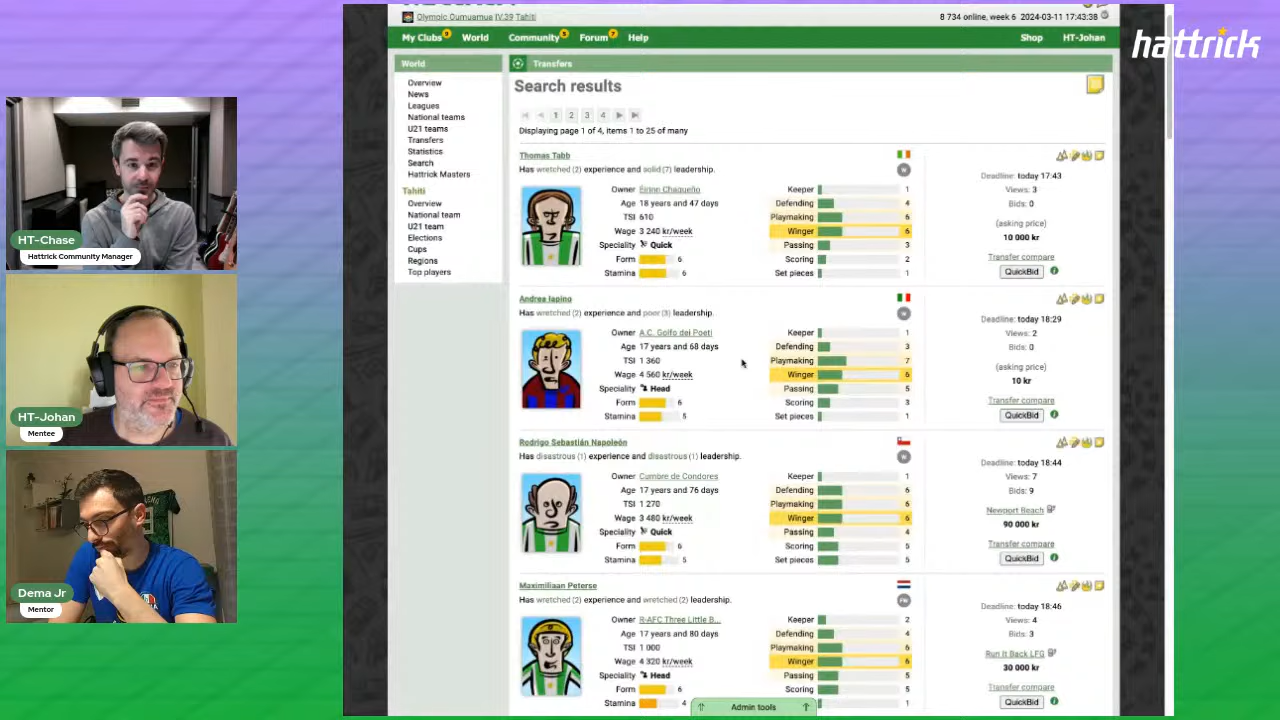 Olympic Oumuamua IV.39 Tahiti
8 734 online, week 6 2024-03-11 17:43:38
My Clubs 9 World Community 5 Forum 7 Help Shop HT-Johan
hattrick
World
Overview
News
Leagues
National teams
U21 teams
Transfers
Statistics
Search
Hattrick Masters
Tahiti
Overview
National team
U21 team
Elections
Cups
Regions
Top players
HT-Chase
Hattrick Community Manager
HT-Johan
Mentee
Dema Jr
Mentor
Transfers
Search results
1 2 3 4
Displaying page 1 of 4, items 1 to 25 of many
Thomas Tabb
Has wretched (2) experience and solid (7) leadership.
W
Owner Éirinn Chaqueño
Age 18 years and 47 days
TSI 610
Wage 3 240 kr/week
Speciality Quick
Form 6
Stamina 6
Keeper 1
Defending 4
Playmaking 6
Winger 6
Passing 3
Scoring 2
Set pieces 1
Deadline: today 17:43
Views: 3
Bids: 0
(asking price)
10 000 kr
Transfer compare
QuickBid
Andrea Iapino
Has wretched (2) experience and poor (3) leadership.
W
Owner A.C. Golfo dei Poeti
Age 17 years and 68 days
TSI 1 360
Wage 4 560 kr/week
Speciality Head
Form 6
Stamina 5
Keeper 1
Defending 3
Playmaking 7
Winger 6
Passing 5
Scoring 3
Set pieces 1
Deadline: today 18:29
Views: 2
Bids: 0
(asking price)
10 kr
Transfer compare
QuickBid
Rodrigo Sebastián Napoleón
Has disastrous (1) experience and disastrous (1) leadership.
W
Owner Cumbre de Condores
Age 17 years and 76 days
TSI 1 270
Wage 3 480 kr/week
Speciality Quick
Form 6
Stamina 5
Keeper 1
Defending 6
Playmaking 6
Winger 6
Passing 4
Scoring 5
Set pieces 5
Deadline: today 18:44
Views: 7
Bids: 9
Newport Beach
90 000 kr
Transfer compare
QuickBid
Maximiliaan Peterse
Has wretched (2) experience and wretched (2) leadership.
FW
Owner R-AFC Three Little B...
Age 17 years and 80 days
TSI 1 000
Wage 4 320 kr/week
Speciality Head
Form 6
Stamina 4
Keeper 2
Defending 4
Playmaking 6
Winger 6
Passing 5
Scoring 5
1
Deadline: today 18:46
Views: 4
Bids: 3
Run It Back LFG
30 000 kr
Transfer compare
QuickBid
Admin tools